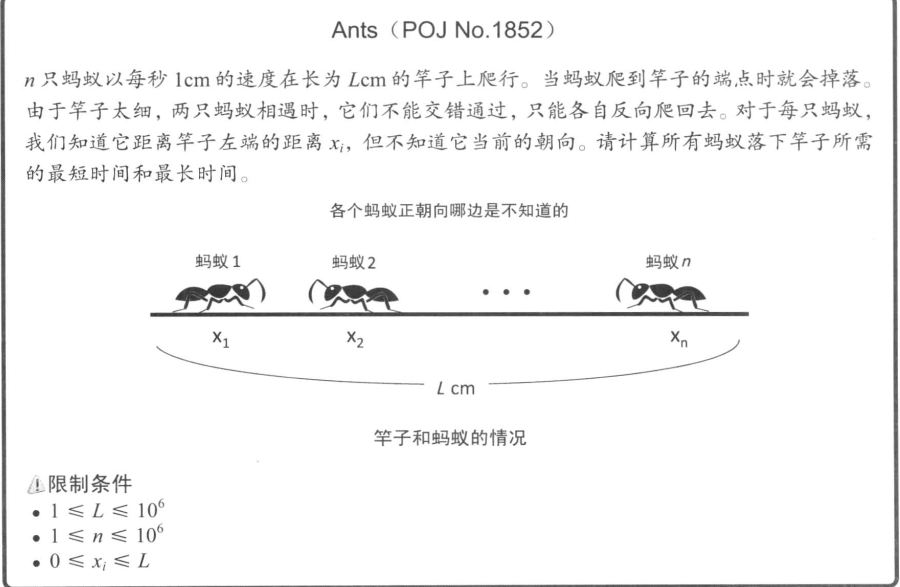 Ants（POJ No.1852）
n 只蚂蚁以每秒 1cm 的速度在长为 Lcm 的竿子上爬行。当蚂蚁爬到竿子的端点时就会掉落。
由于竿子太细，两只蚂蚁相遇时，它们不能交错通过，只能各自反向爬回去。对于每只蚂蚁，
我们知道它距离竿子左端的距离 xᵢ，但不知道它当前的朝向。请计算所有蚂蚁落下竿子所需
的最短时间和最长时间。
各个蚂蚁正朝向哪边是不知道的
蚂蚁 1 蚂蚁 2 蚂蚁 n
• • •
x₁ x₂ xₙ
L cm
竿子和蚂蚁的情况
限制条件
• 1 ≤ L ≤ 10⁶
• 1 ≤ n ≤ 10⁶
• 0 ≤ xᵢ ≤ L